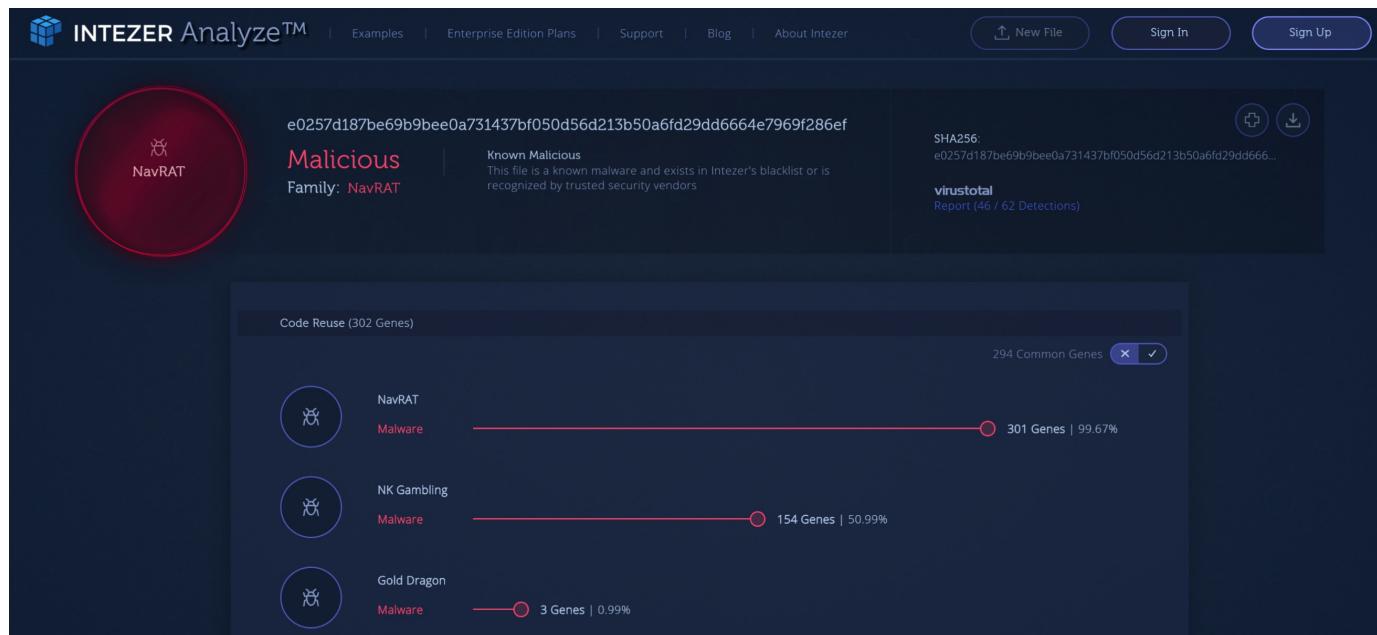 INTEZER Analyze™ | Examples | Enterprise Edition Plans | Support | Blog | About Intezer New File Sign In Sign Up
NavRAT
e0257d187be69b9bee0a731437bf050d56d213b50a6fd29dd6664e7969f286ef
Malicious
Family: NavRAT
Known Malicious
This file is a known malware and exists in Intezer's blacklist or is
recognized by trusted security vendors
SHA256:
e0257d187be69b9bee0a731437bf050d56d213b50a6fd29dd666...
virustotal
Report (46 / 62 Detections)
Code Reuse (302 Genes)
294 Common Genes
NavRAT
Malware 301 Genes | 99.67%
NK Gambling
Malware 154 Genes | 50.99%
Gold Dragon
Malware 3 Genes | 0.99%